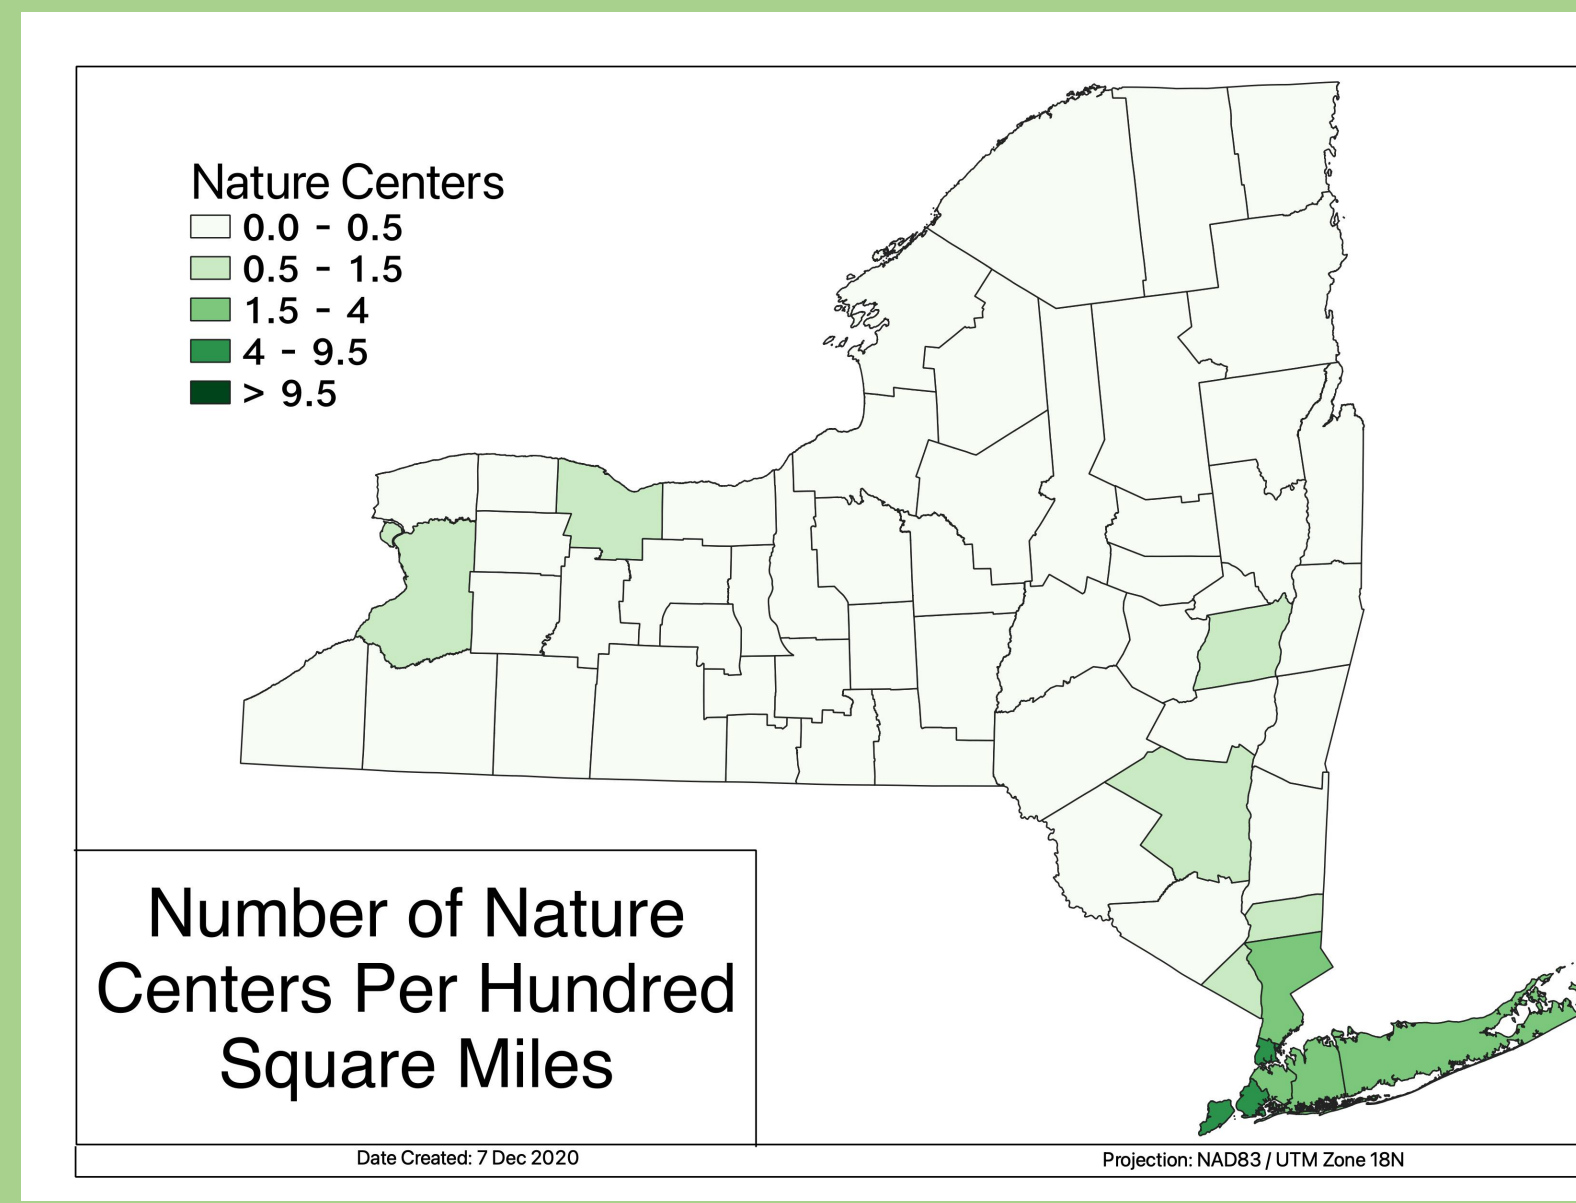 Nature Centers
0.0 - 0.5
0.5 - 1.5
1.5 - 4
4 - 9.5
> 9.5
Number of Nature
Centers Per Hundred
Square Miles
Date Created: 7 Dec 2020
Projection: NAD83 / UTM Zone 18N